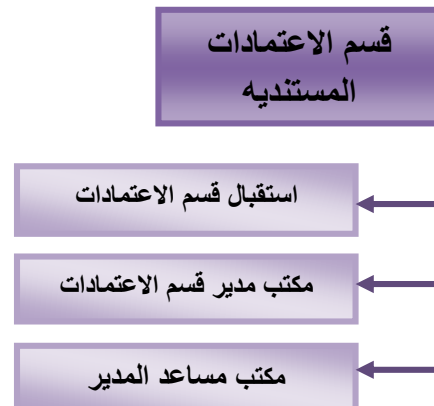 قسم الاعتمادات
المستنديه
استقبال قسم الاعتمادات
مكتب مدير قسم الاعتمادات
مكتب مساعد المدير